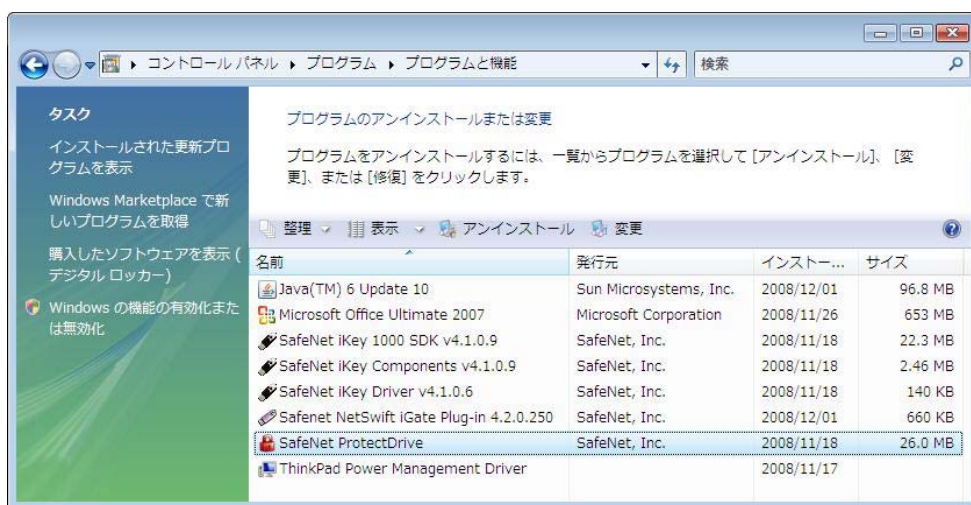 コントロール パネル ▸ プログラム ▸ プログラムと機能
検索
タスク
インストールされた更新プロ
グラムを表示
Windows Marketplace で新
しいプログラムを取得
購入したソフトウェアを表示 (
デジタル ロッカー)
Windows の機能の有効化また
は無効化
プログラムのアンインストールまたは変更
プログラムをアンインストールするには、一覧からプログラムを選択して [アンインストール]、 [変
更]、または [修復] をクリックします。
整理 表示 アンインストール 変更
名前 発行元 インストー... サイズ
Java(TM) 6 Update 10 Sun Microsystems, Inc. 2008/12/01 96.8 MB
Microsoft Office Ultimate 2007 Microsoft Corporation 2008/11/26 653 MB
SafeNet iKey 1000 SDK v4.1.0.9 SafeNet, Inc. 2008/11/18 22.3 MB
SafeNet iKey Components v4.1.0.9 SafeNet, Inc. 2008/11/18 2.46 MB
SafeNet iKey Driver v4.1.0.6 SafeNet, Inc. 2008/11/18 140 KB
Safenet NetSwift iGate Plug-in 4.2.0.250 SafeNet, Inc. 2008/12/01 660 KB
SafeNet ProtectDrive SafeNet, Inc. 2008/11/18 26.0 MB
ThinkPad Power Management Driver 2008/11/17